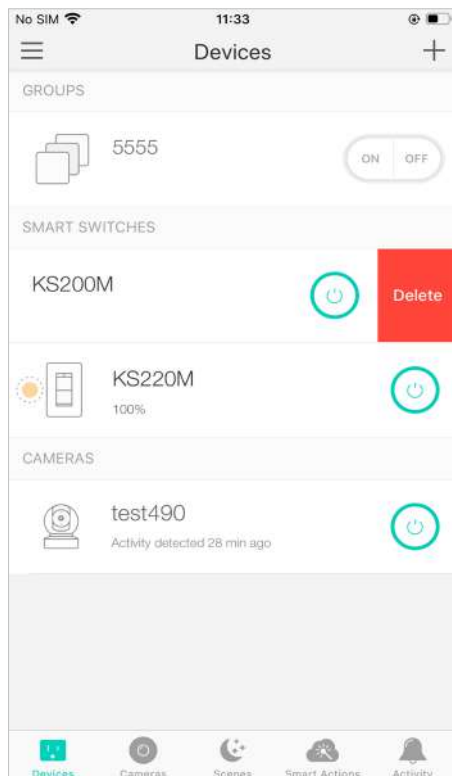 No SIM 11:33
Devices
GROUPS
5555
ON OFF
SMART SWITCHES
KS200M
Delete
KS220M
100%
CAMERAS
test490
Activity detected 28 min ago
Devices Cameras Scenes Smart Actions Activity